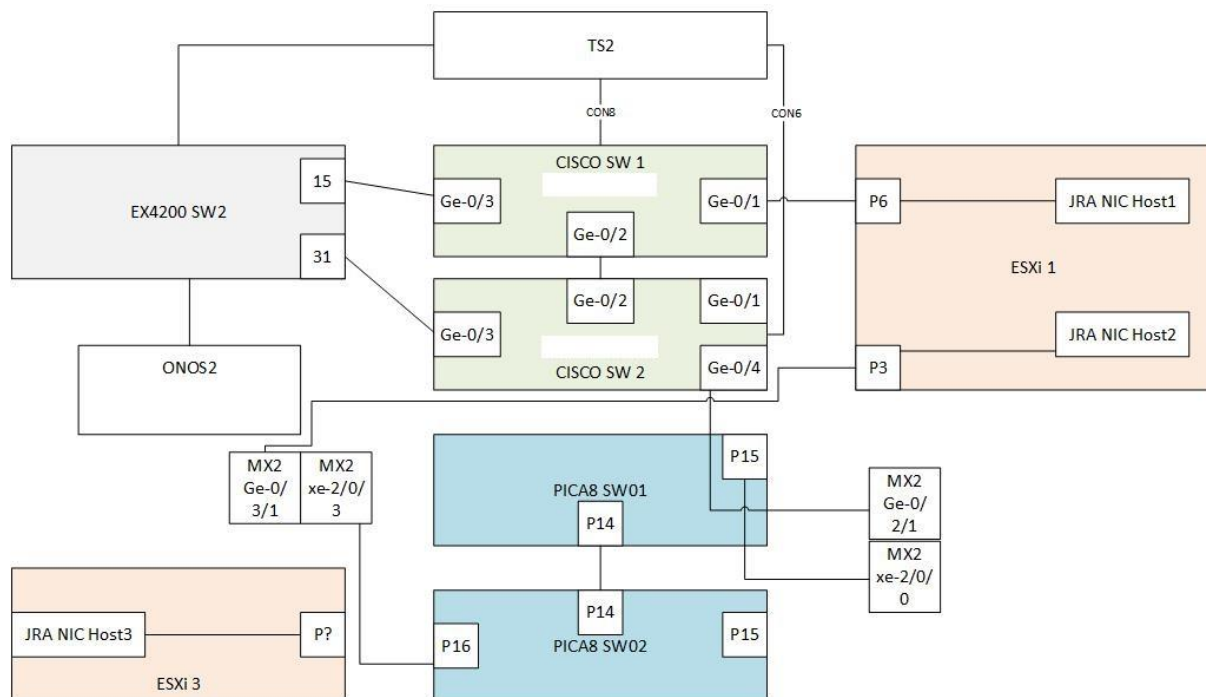 TS2
CON8
CON6
EX4200 SW2
15
31
CISCO SW 1
Ge-0/3
Ge-0/1
Ge-0/2
P6
JRA NIC Host1
ESXi 1
JRA NIC Host2
P3
Ge-0/2
Ge-0/1
Ge-0/3
CISCO SW 2
Ge-0/4
ONOS2
MX2
Ge-0/
3/1
MX2
xe-2/0/
3
P15
PICA8 SW01
P14
MX2
Ge-0/
2/1
MX2
xe-2/0/
0
JRA NIC Host3
P?
ESXi 3
P14
P16
PICA8 SW02
P15